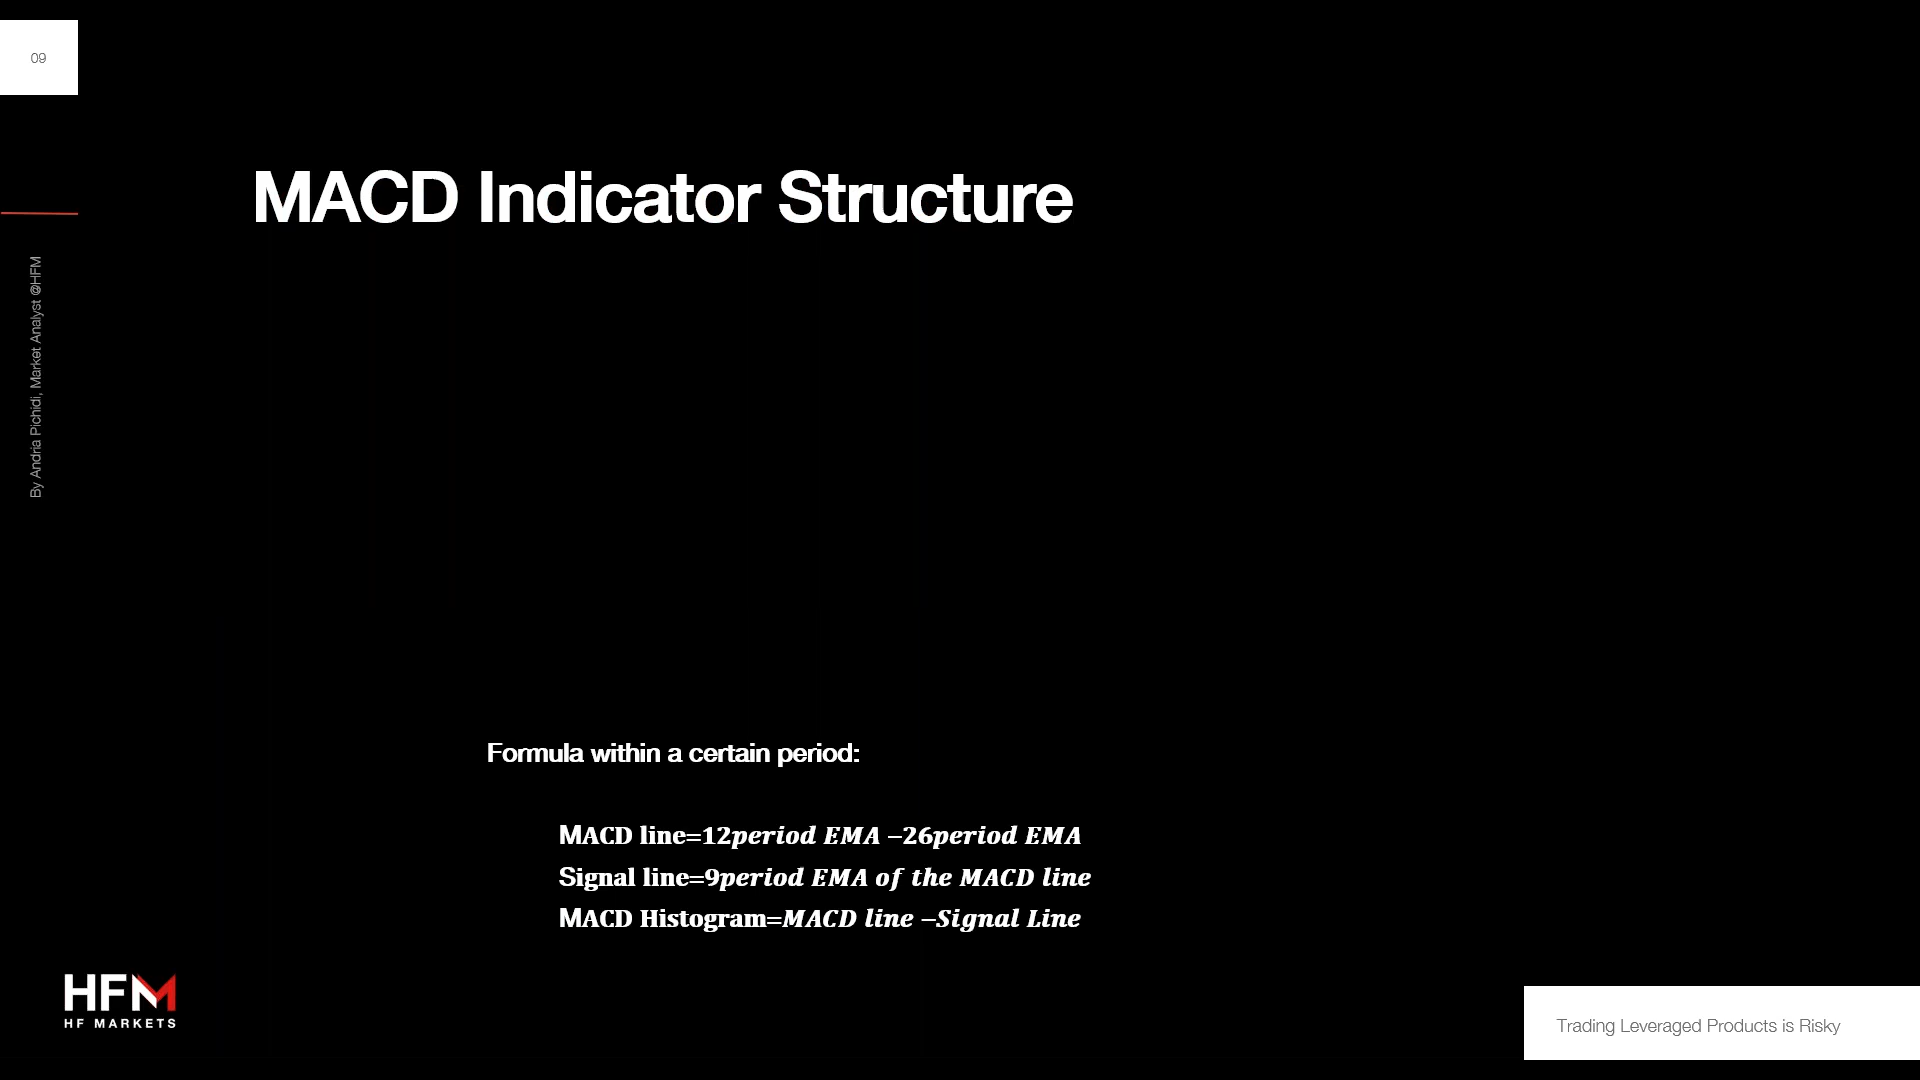 09
MACD Indicator Structure
By Andria Pichidi, Market Analyst @HFM
Formula within a certain period:
MACD line=12period EMA –26period EMA
Signal line=9period EMA of the MACD line
MACD Histogram=MACD line –Signal Line
HFM
HF MARKETS
Trading Leveraged Products is Risky